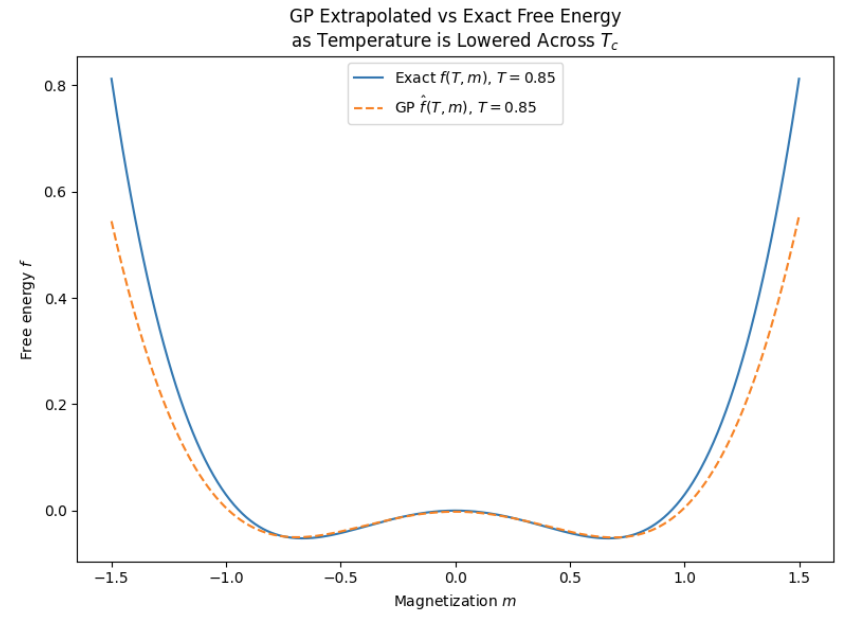 GP Extrapolated vs Exact Free Energy
as Temperature is Lowered Across $T_c$
Exact $f(T, m)$, $T = 0.85$
GP $\hat{f}(T, m)$, $T = 0.85$
Free energy $f$
0.8
0.6
0.4
0.2
0.0
−1.5 −1.0 −0.5 0.0 0.5 1.0 1.5
Magnetization $m$